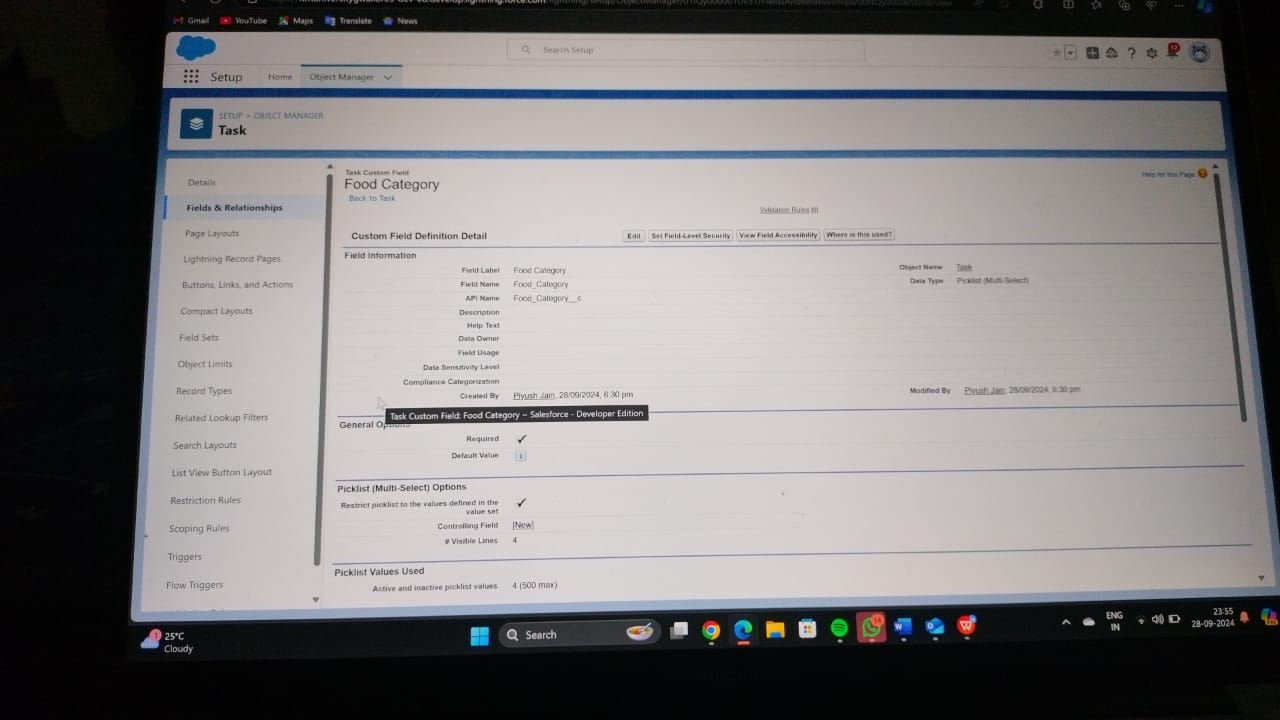 Gmail YouTube Maps Translate News
Search Setup
12
Setup Home Object Manager
SETUP > OBJECT MANAGER
Task
Details
Fields & Relationships
Page Layouts
Lightning Record Pages
Buttons, Links, and Actions
Compact Layouts
Field Sets
Object Limits
Record Types
Related Lookup Filters
Search Layouts
List View Button Layout
Restriction Rules
Scoping Rules
Triggers
Flow Triggers
Task Custom Field
Food Category
Back to Task
Help for this Page
Validation Rules
Custom Field Definition Detail
Edit Set Field-Level Security View Field Accessibility Where is this used?
Field Information
Field Label Food Category
Object Name Task
Field Name Food_Category
Data Type Picklist (Multi-Select)
API Name Food_Category__c
Description
Help Text
Data Owner
Field Usage
Data Sensitivity Level
Compliance Categorization
Created By Piyush Jain, 28/09/2024, 6:30 pm
Modified By Piyush Jain, 28/09/2024, 6:30 pm
Task Custom Field: Food Category ~ Salesforce - Developer Edition
General
Required ✓
Default Value
Picklist (Multi-Select) Options
Restrict picklist to the values defined in the
value set ✓
Controlling Field [New]
# Visible Lines 4
Picklist Values Used
Active and inactive picklist values 4 (500 max)
1
25°C
Cloudy
Search
ENG
IN
23:55
28-09-2024